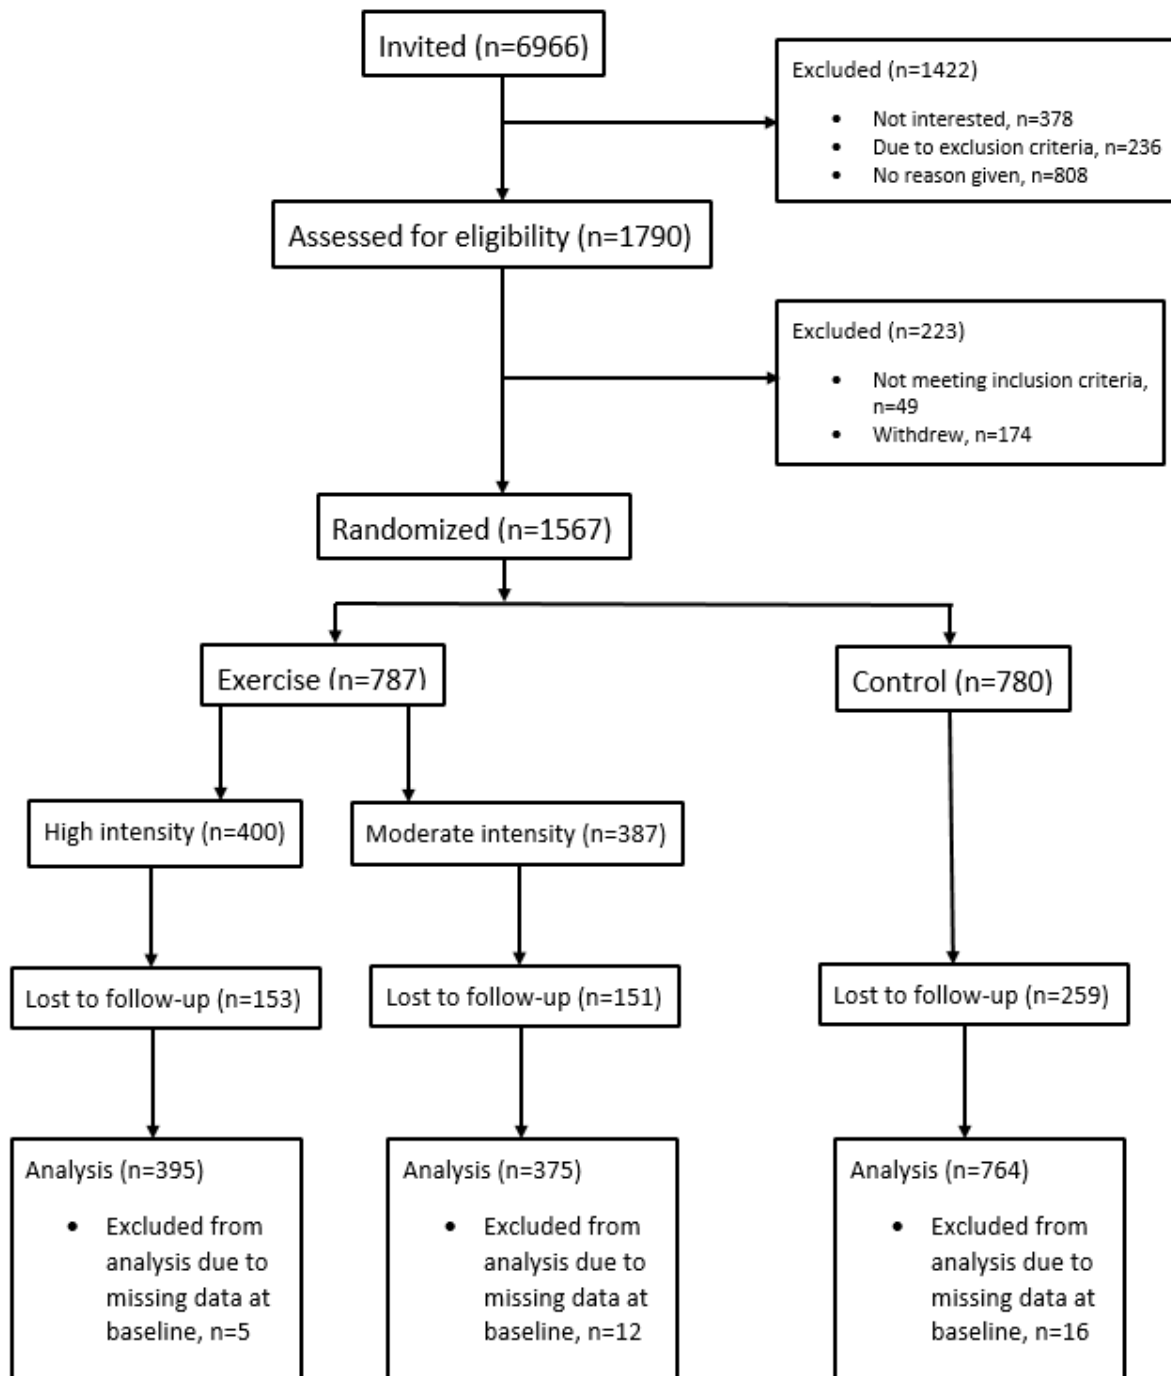 Invited (n=6966)
Excluded (n=1422)
• Not interested, n=378
• Due to exclusion criteria, n=236
• No reason given, n=808
Assessed for eligibility (n=1790)
Excluded (n=223)
• Not meeting inclusion criteria,
n=49
• Withdrew, n=174
Randomized (n=1567)
Exercise (n=787)
Control (n=780)
High intensity (n=400)
Moderate intensity (n=387)
Lost to follow-up (n=153)
Lost to follow-up (n=151)
Lost to follow-up (n=259)
Analysis (n=395)
• Excluded from
analysis due to
missing data at
baseline, n=5
Analysis (n=375)
• Excluded from
analysis due to
missing data at
baseline, n=12
Analysis (n=764)
• Excluded from
analysis due to
missing data at
baseline, n=16